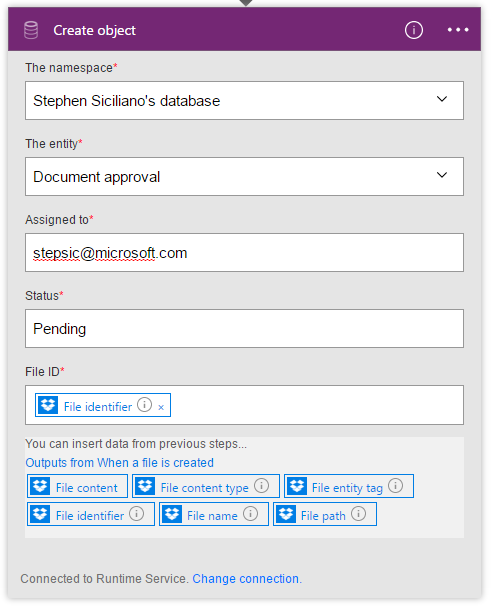 Create object
The namespace*
Stephen Siciliano's database
The entity*
Document approval
Assigned to*
stepsic@microsoft.com
Status*
Pending
File ID*
File identifier ×
You can insert data from previous steps...
Outputs from When a file is created
File content File content type File entity tag
File identifier File name File path
Connected to Runtime Service. Change connection.